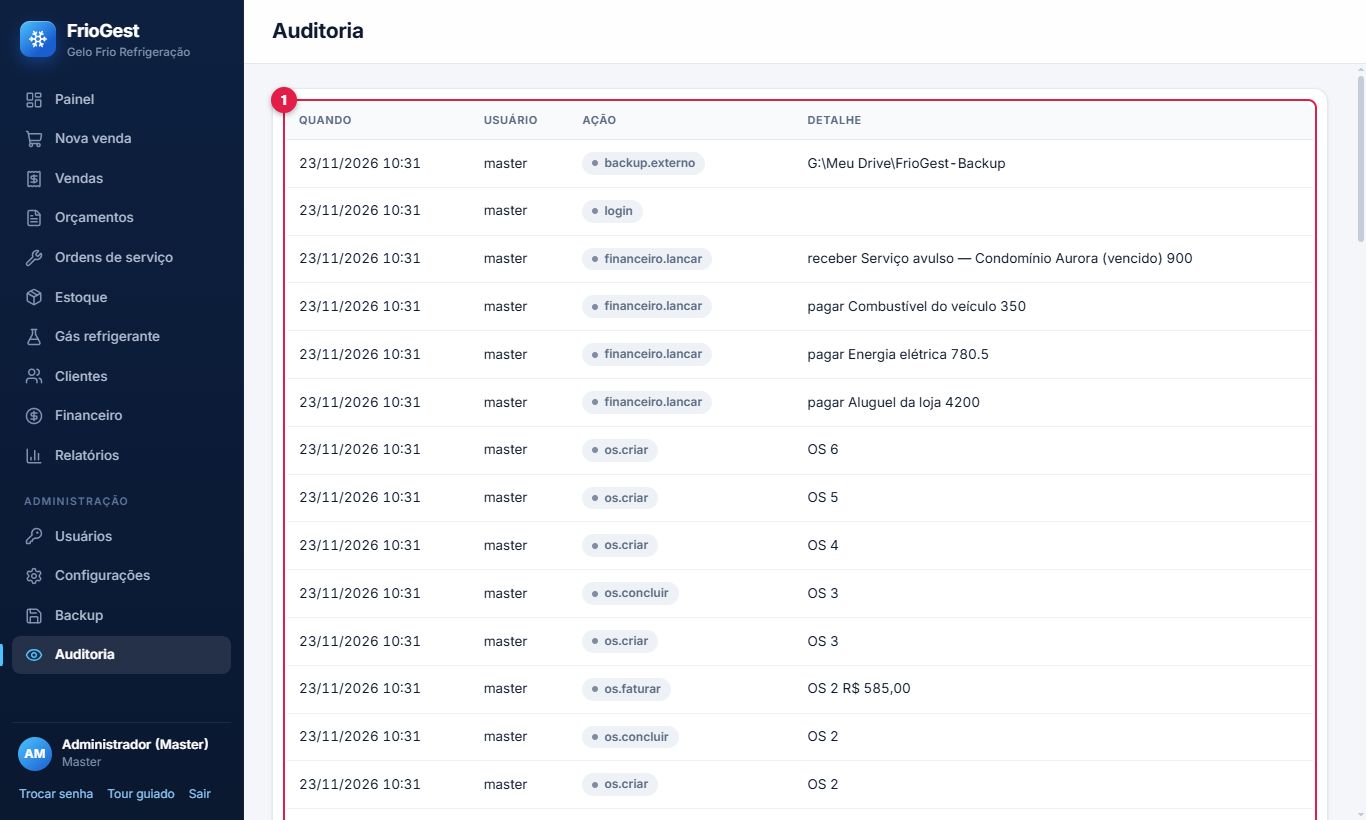 FrioGest
Gelo Frio Refrigeração
Painel
Nova venda
Vendas
Orçamentos
Ordens de serviço
Estoque
Gás refrigerante
Clientes
Financeiro
Relatórios
ADMINISTRAÇÃO
Usuários
Configurações
Backup
Auditoria
AM
Administrador (Master)
Master
Trocar senha Tour guiado Sair
Auditoria
1
QUANDO USUÁRIO AÇÃO DETALHE
23/11/2026 10:31 master backup.externo G:\Meu Drive\FrioGest-Backup
23/11/2026 10:31 master login
23/11/2026 10:31 master financeiro.lancar receber Serviço avulso — Condomínio Aurora (vencido) 900
23/11/2026 10:31 master financeiro.lancar pagar Combustível do veículo 350
23/11/2026 10:31 master financeiro.lancar pagar Energia elétrica 780.5
23/11/2026 10:31 master financeiro.lancar pagar Aluguel da loja 4200
23/11/2026 10:31 master os.criar OS 6
23/11/2026 10:31 master os.criar OS 5
23/11/2026 10:31 master os.criar OS 4
23/11/2026 10:31 master os.concluir OS 3
23/11/2026 10:31 master os.criar OS 3
23/11/2026 10:31 master os.faturar OS 2 R$ 585,00
23/11/2026 10:31 master os.concluir OS 2
23/11/2026 10:31 master os.criar OS 2